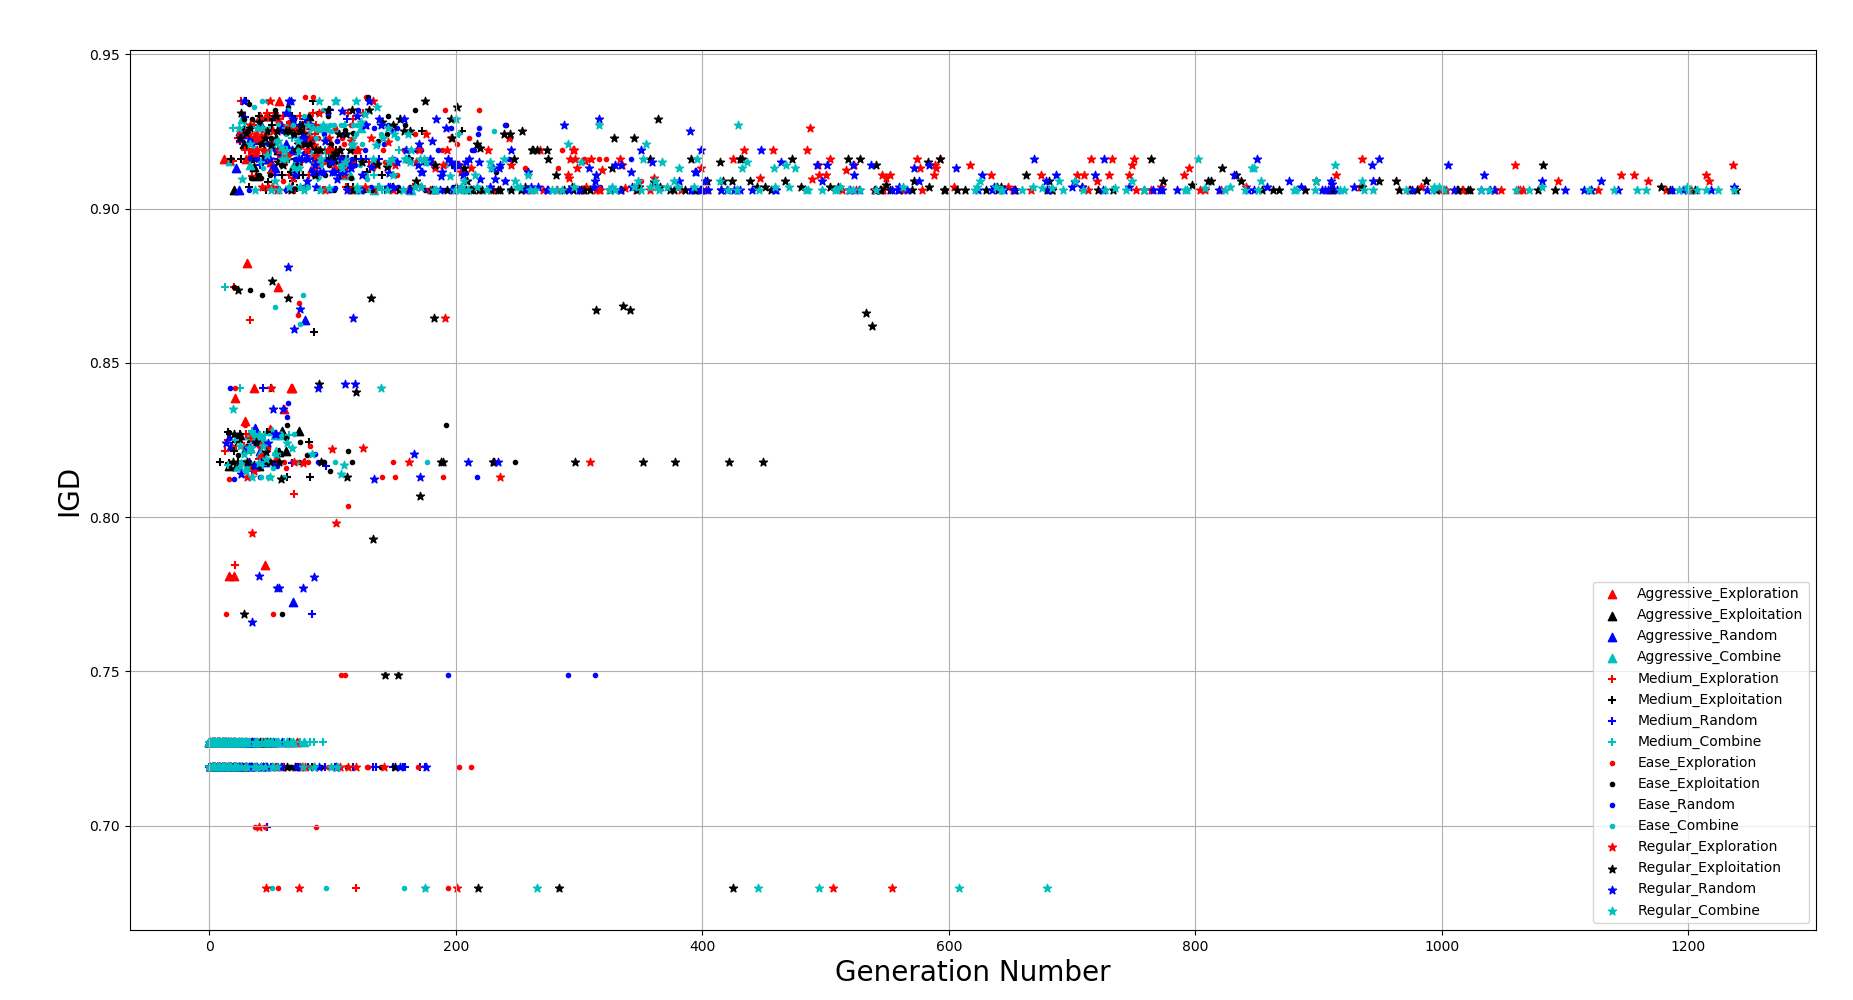 0.95
0.90
0.85
0.80
0.75
0.70
IGD
0
200
400
600
800
1000
1200
Generation Number
Aggressive_Exploration
Aggressive_Exploitation
Aggressive_Random
Aggressive_Combine
Medium_Exploration
Medium_Exploitation
Medium_Random
Medium_Combine
Ease_Exploration
Ease_Exploitation
Ease_Random
Ease_Combine
Regular_Exploration
Regular_Exploitation
Regular_Random
Regular_Combine